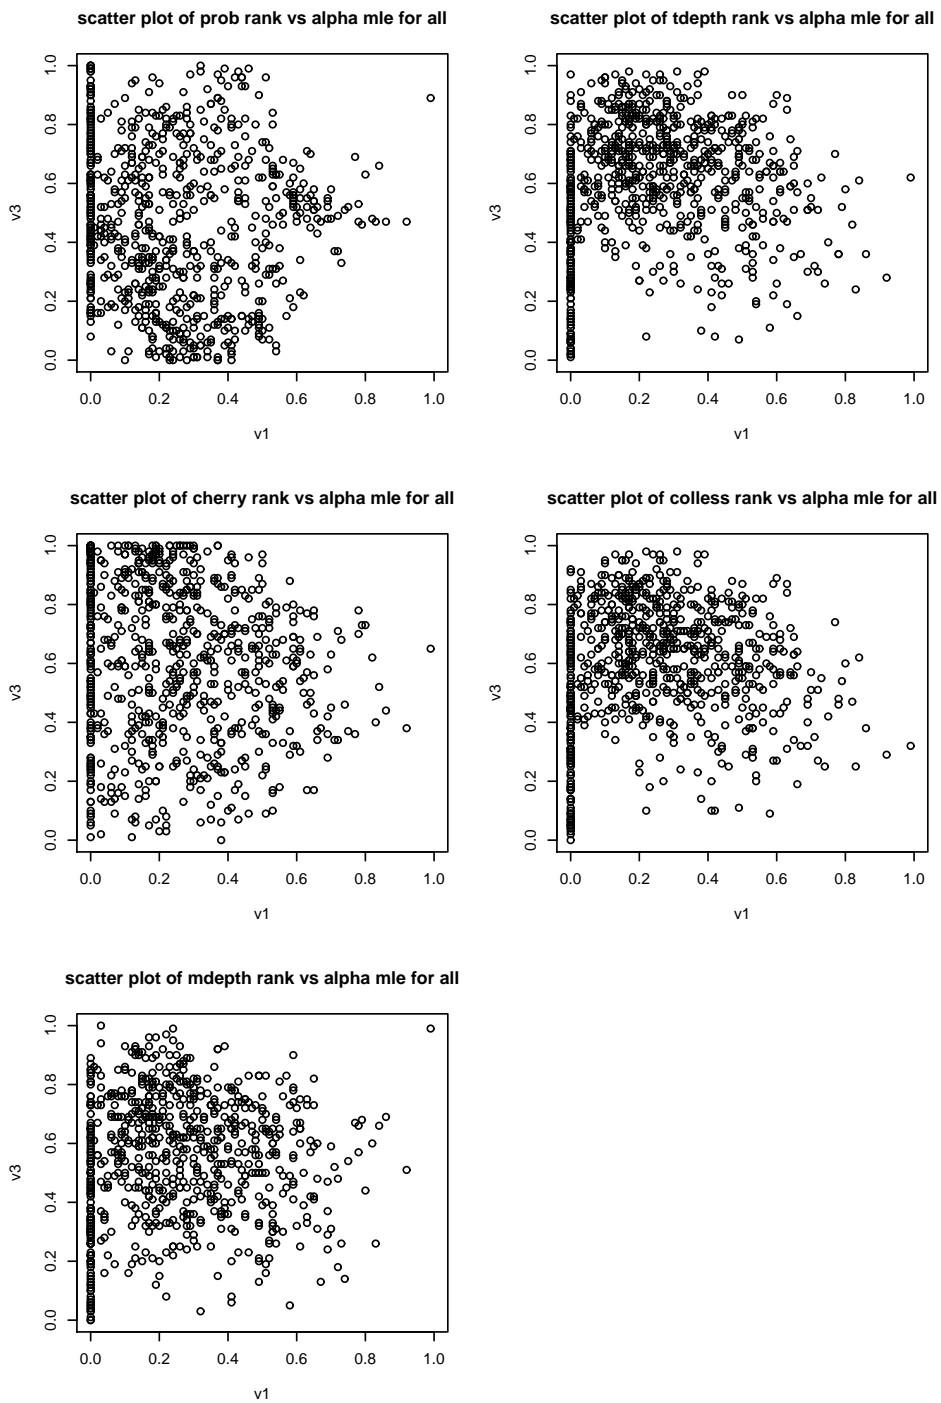 scatter plot of prob rank vs alpha mle for all
v3
1.0
0.8
0.6
0.4
0.2
0.0
0.0 0.2 0.4 0.6 0.8 1.0
v1
scatter plot of tdepth rank vs alpha mle for all
v3
1.0
0.8
0.6
0.4
0.2
0.0
0.0 0.2 0.4 0.6 0.8 1.0
v1
scatter plot of cherry rank vs alpha mle for all
v3
1.0
0.8
0.6
0.4
0.2
0.0
0.0 0.2 0.4 0.6 0.8 1.0
v1
scatter plot of colless rank vs alpha mle for all
v3
1.0
0.8
0.6
0.4
0.2
0.0
0.0 0.2 0.4 0.6 0.8 1.0
v1
scatter plot of mdepth rank vs alpha mle for all
v3
1.0
0.8
0.6
0.4
0.2
0.0
0.0 0.2 0.4 0.6 0.8 1.0
v1